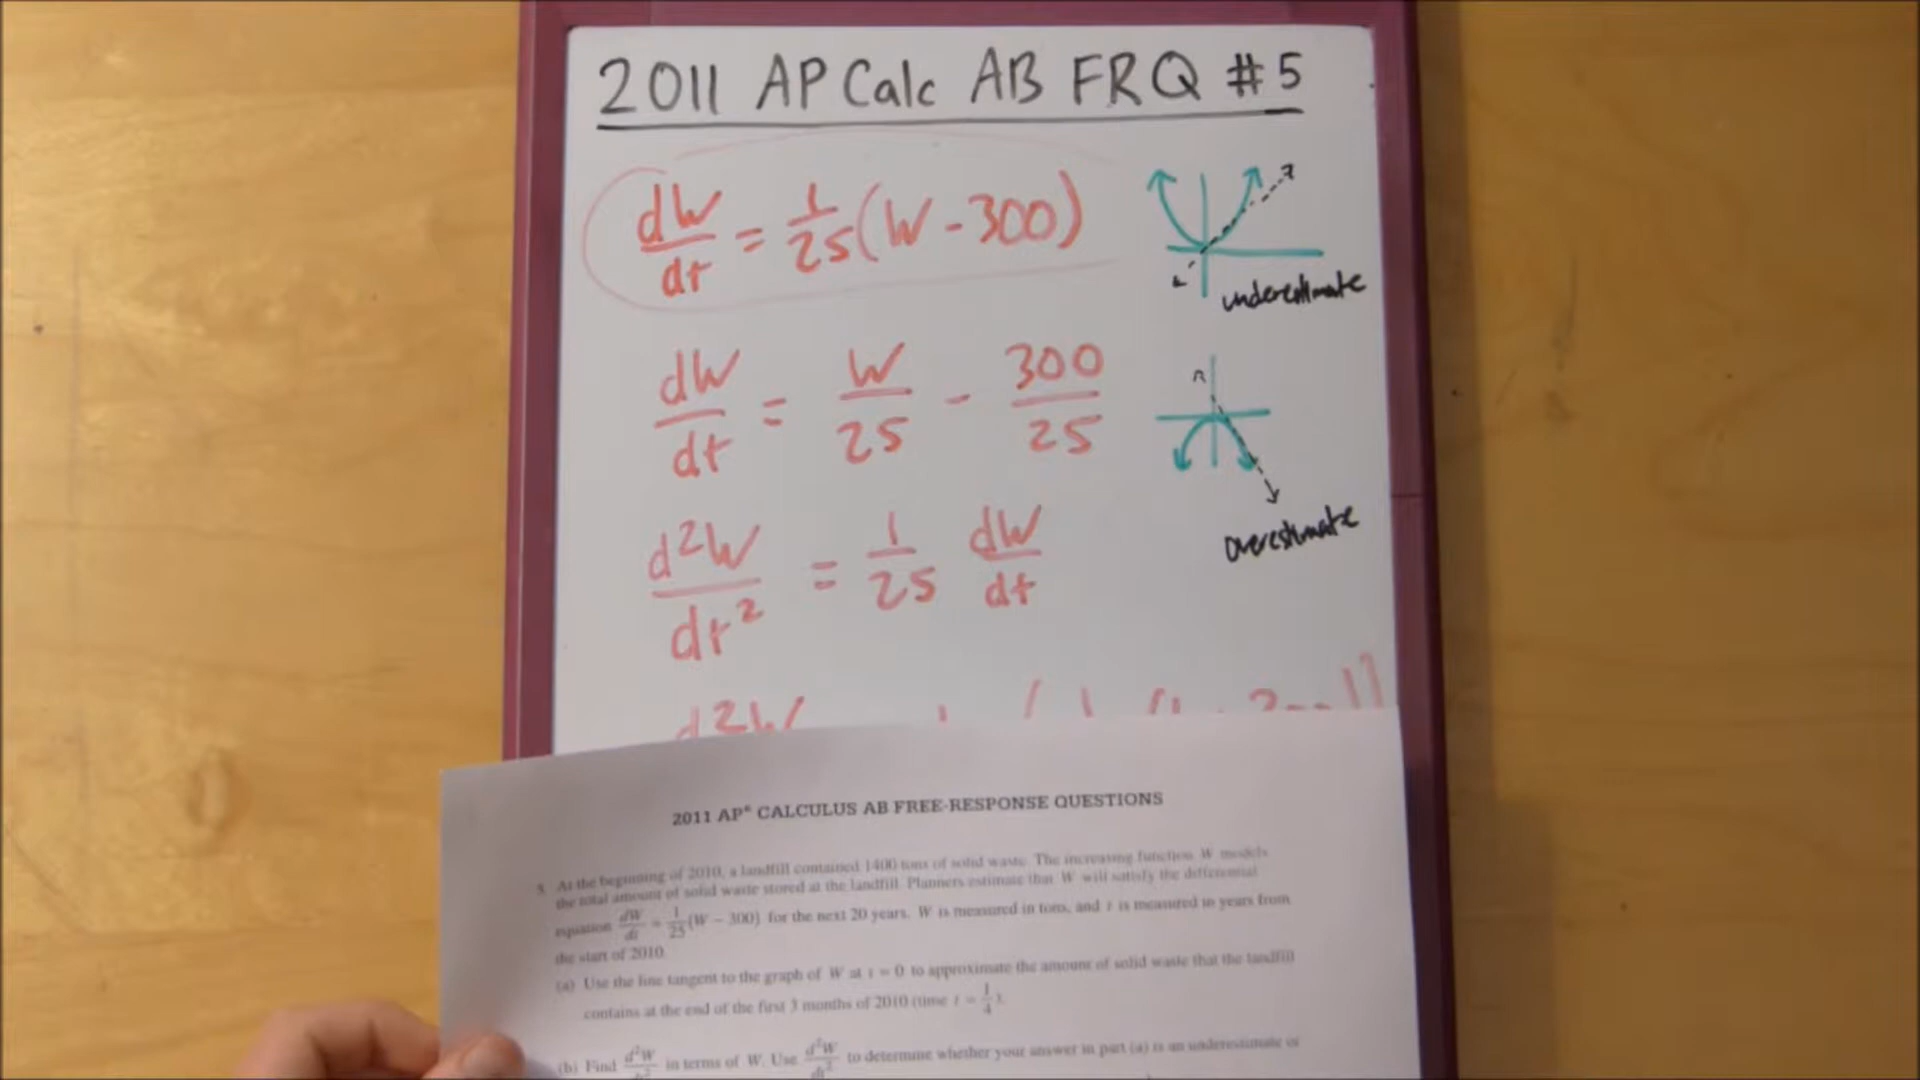 2011 AP Calc AB FRQ #5
dW/dt = 1/25 (W - 300)
underestimate
dW/dt = W/25 - 300/25
overestimate
d²W/dt² = 1/25 dW/dt
d²W
2011 AP® CALCULUS AB FREE-RESPONSE QUESTIONS
5. At the beginning of 2010, a landfill contained 1400 tons of solid waste. The increasing function W models
the total amount of solid waste stored at the landfill. Planners estimate that W will satisfy the differential
equation dW/dt = 1/25 (W − 300) for the next 20 years. W is measured in tons, and t is measured in years from
the start of 2010.
(a) Use the line tangent to the graph of W at t = 0 to approximate the amount of solid waste that the landfill
contains at the end of the first 3 months of 2010 (time t = 1/4).
(b) Find d²W/dt² in terms of W. Use d²W/dt² to determine whether your answer in part (a) is an underestimate or